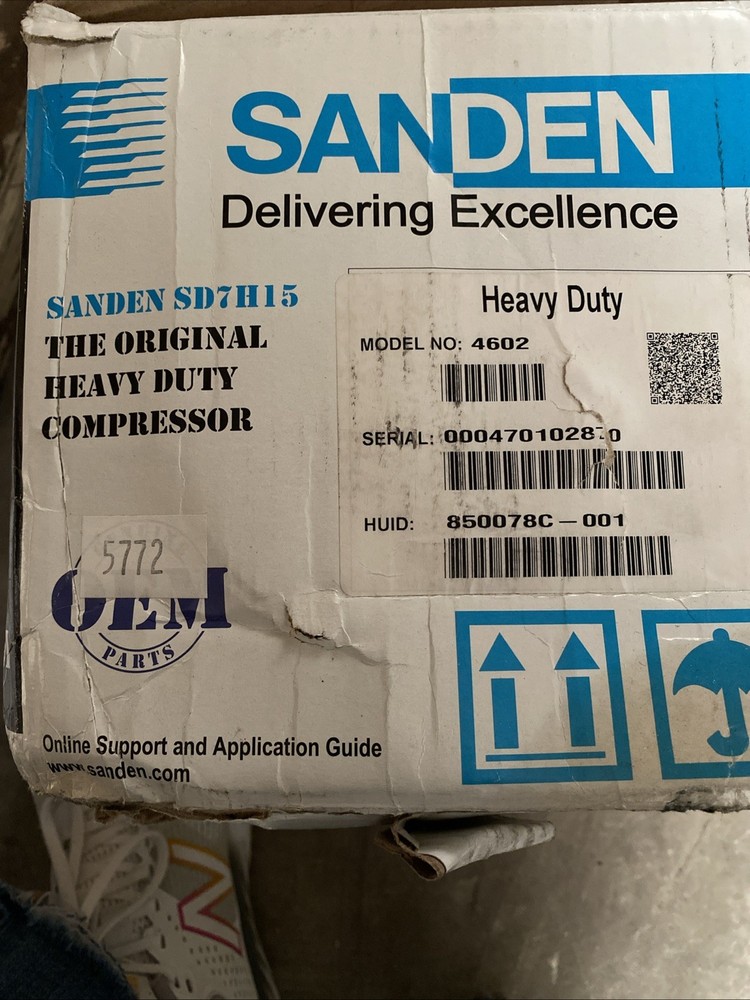 SANDEN
Delivering Excellence
SANDEN SD7H15
THE ORIGINAL
HEAVY DUTY
COMPRESSOR
Heavy Duty
MODEL NO: 4602
SERIAL:
HUID: 850078C-001
5772
OEM
PARTS
Online Support and Application Guide
www.sanden.com